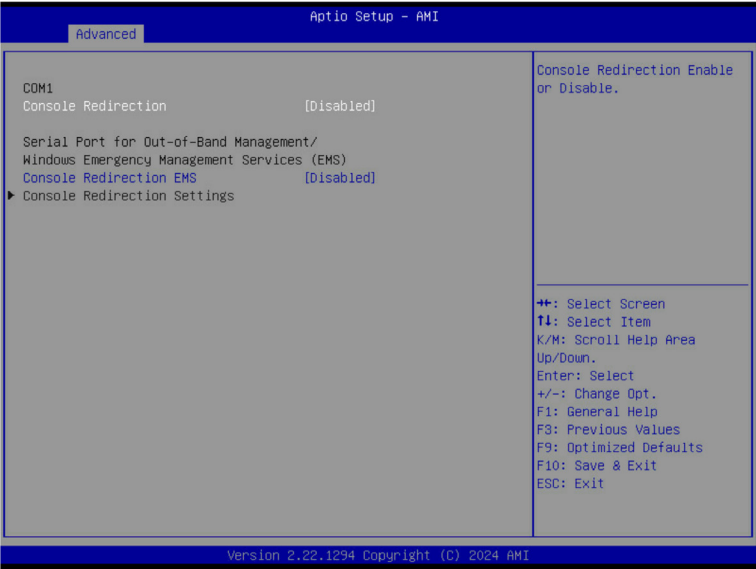 Aptio Setup – AMI
Advanced
COM1
Console Redirection [Disabled]
Serial Port for Out-of-Band Management/
Windows Emergency Management Services (EMS)
Console Redirection EMS [Disabled]
Console Redirection Settings
Console Redirection Enable
or Disable.
: Select Screen
↑↓: Select Item
K/M: Scroll Help Area
Up/Down.
Enter: Select
+/-: Change Opt.
F1: General Help
F3: Previous Values
F9: Optimized Defaults
F10: Save & Exit
ESC: Exit
Version 2.22.1294 Copyright (C) 2024 AMI